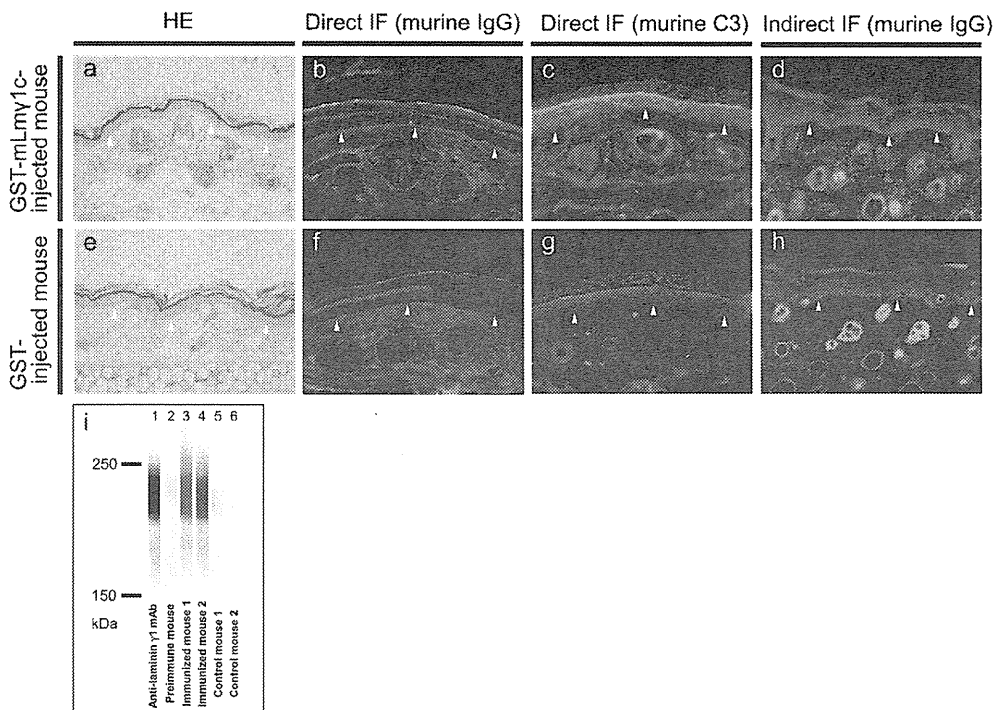 HE
Direct IF (murine IgG)
Direct IF (murine C3)
Indirect IF (murine IgG)
GST-mLmγ1c-
injected mouse
a
b
c
d
GST-
injected mouse
e
f
g
h
i
1 2 3 4 5 6
250
150
kDa
Anti-laminin γ1 mAb
Preimmune mouse
Immunized mouse 1
Immunized mouse 2
Control mouse 1
Control mouse 2